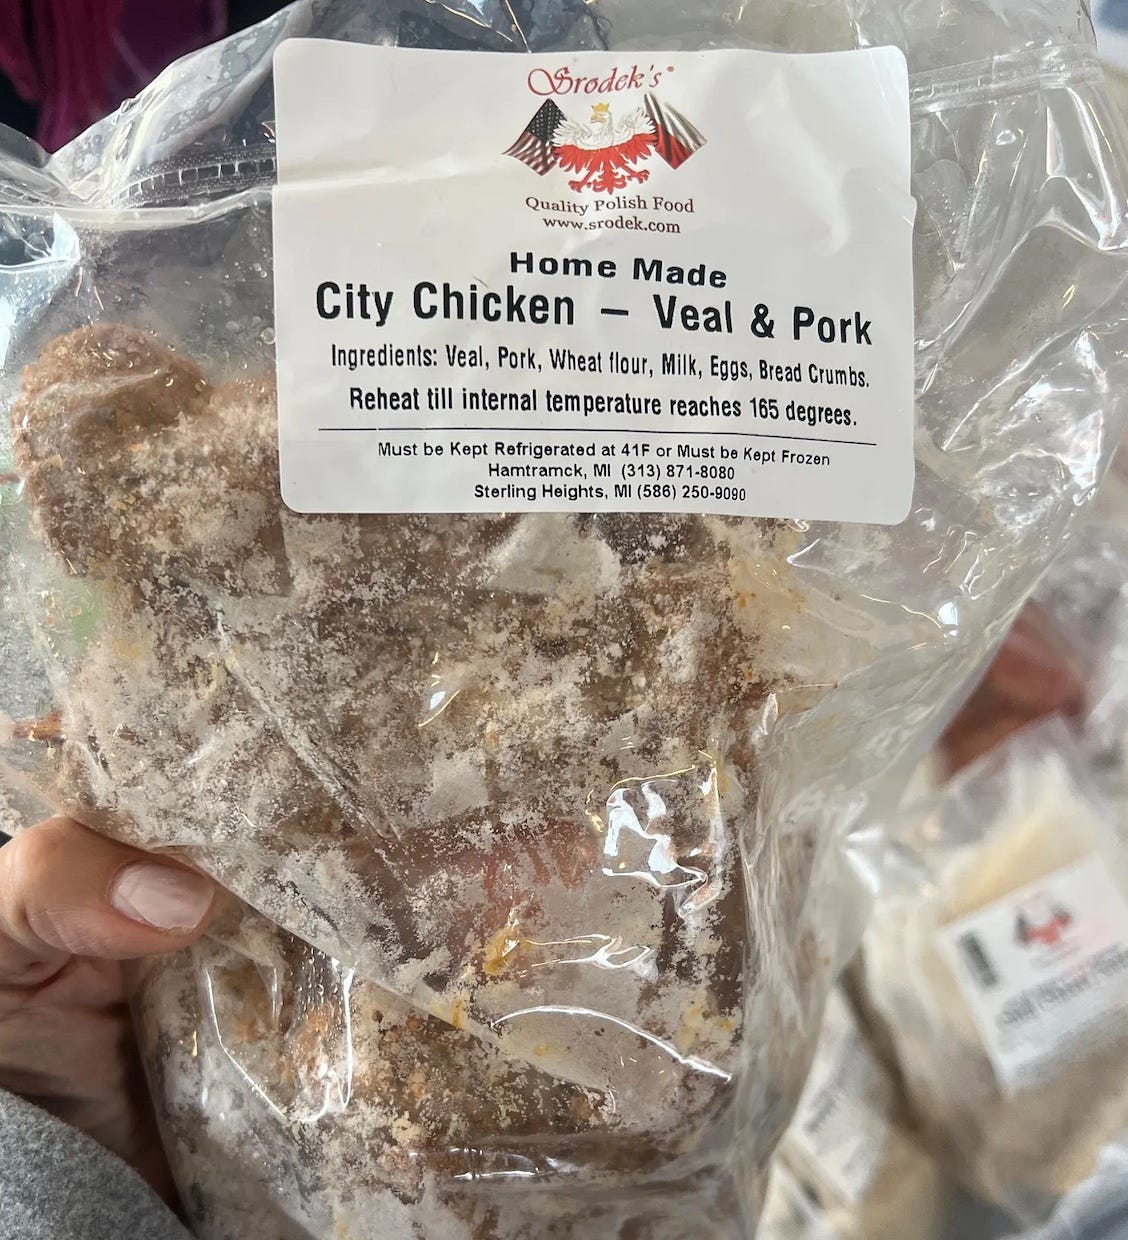 Srodek's®
Quality Polish Food
www.srodek.com
Home Made
City Chicken – Veal & Pork
Ingredients: Veal, Pork, Wheat flour, Milk, Eggs, Bread Crumbs.
Reheat till internal temperature reaches 165 degrees.
Must be Kept Refrigerated at 41F or Must be Kept Frozen
Hamtramck, MI (313) 871-8080
Sterling Heights, MI (586) 250-9090